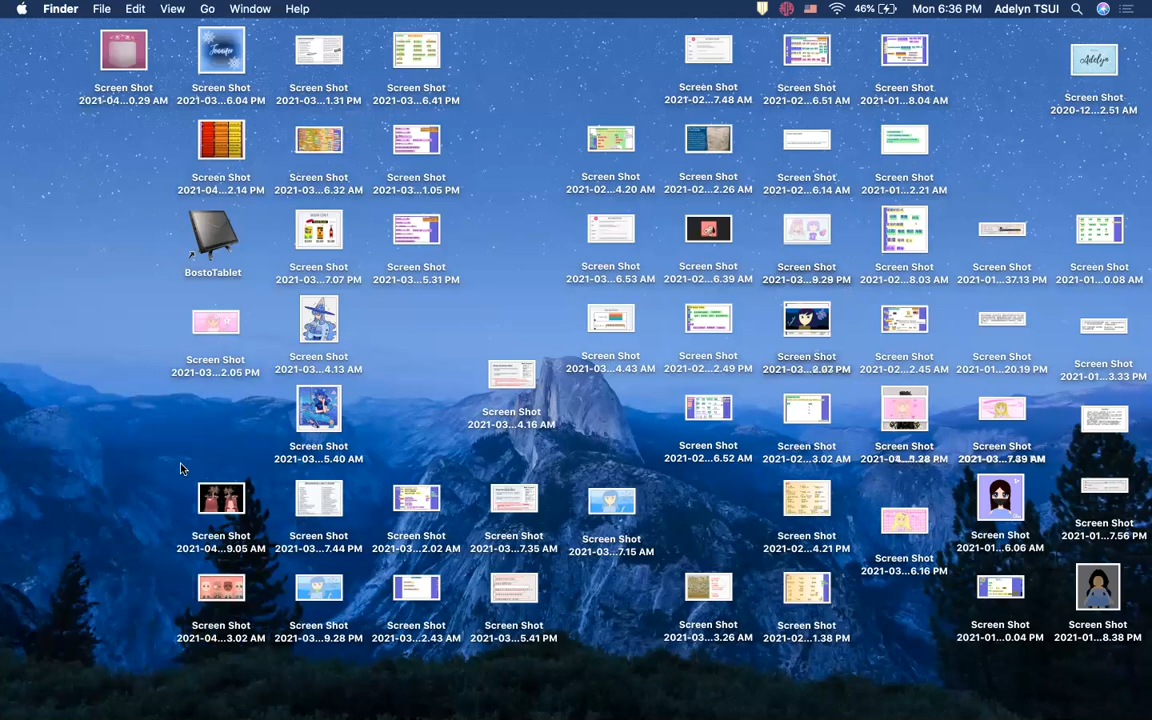 Finder File Edit View Go Window Help 46% Mon 6:36 PM Adelyn TSUI
Screen Shot
2021-04...0.29 AM
Screen Shot
2021-03...6.04 PM
Screen Shot
2021-03...1.31 PM
Screen Shot
2021-03...6.41 PM
Screen Shot
2021-02...7.48 AM
Screen Shot
2021-02...6.51 AM
Screen Shot
2021-01...8.04 AM
Adelyn
Screen Shot
2020-12...2.51 AM
Screen Shot
2021-04...2.14 PM
Screen Shot
2021-03...6.32 AM
Screen Shot
2021-03...1.05 PM
Screen Shot
2021-02...4.20 AM
Screen Shot
2021-02...2.26 AM
Screen Shot
2021-02...6.14 AM
Screen Shot
2021-01...2.21 AM
BostoTablet
Screen Shot
2021-03...7.07 PM
Screen Shot
2021-03...5.31 PM
Screen Shot
2021-03...6.53 AM
Screen Shot
2021-02...6.39 AM
Screen Shot
2021-03...9.29 PM
Screen Shot
2021-02...8.03 AM
Screen Shot
2021-01...37.13 PM
Screen Shot
2021-01...0.08 AM
Screen Shot
2021-03...2.05 PM
Screen Shot
2021-03...4.13 AM
Screen Shot
2021-03...4.16 AM
Screen Shot
2021-03...4.43 AM
Screen Shot
2021-02...2.49 PM
Screen Shot
Screen Shot
2021-02...2.45 AM
Screen Shot
2021-01...20.19 PM
Screen Shot
2021-01...3.33 PM
Screen Shot
2021-03...5.40 AM
Screen Shot
2021-02...6.52 AM
Screen Shot
2021-02...3.02 AM
Screen Shot
Screen Shot
Screen Shot
2021-04...9.05 AM
Screen Shot
2021-03...7.44 PM
Screen Shot
2021-03...2.02 AM
Screen Shot
2021-03...7.35 AM
Screen Shot
2021-03...7.15 AM
Screen Shot
2021-02...4.21 PM
Screen Shot
2021-03...6.16 PM
Screen Shot
2021-01...6.06 AM
Screen Shot
2021-01...7.56 PM
Screen Shot
2021-04...3.02 AM
Screen Shot
2021-03...9.28 PM
Screen Shot
2021-03...2.43 AM
Screen Shot
2021-03...5.41 PM
Screen Shot
2021-03...3.26 AM
Screen Shot
2021-02...1.38 PM
Screen Shot
2021-01...0.04 PM
Screen Shot
2021-01...8.38 PM